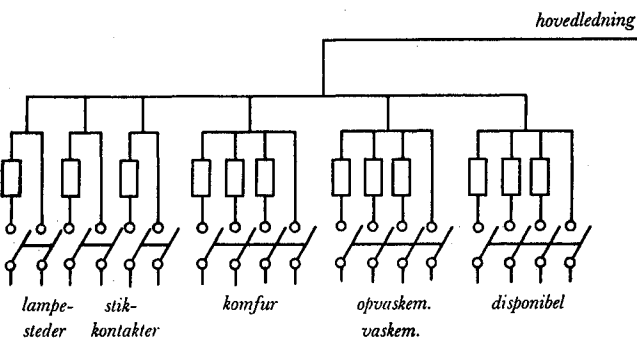 hovedledning
lampe-
steder
stik-
kontakter
komfur
opvaskem.
vaskem.
disponibel